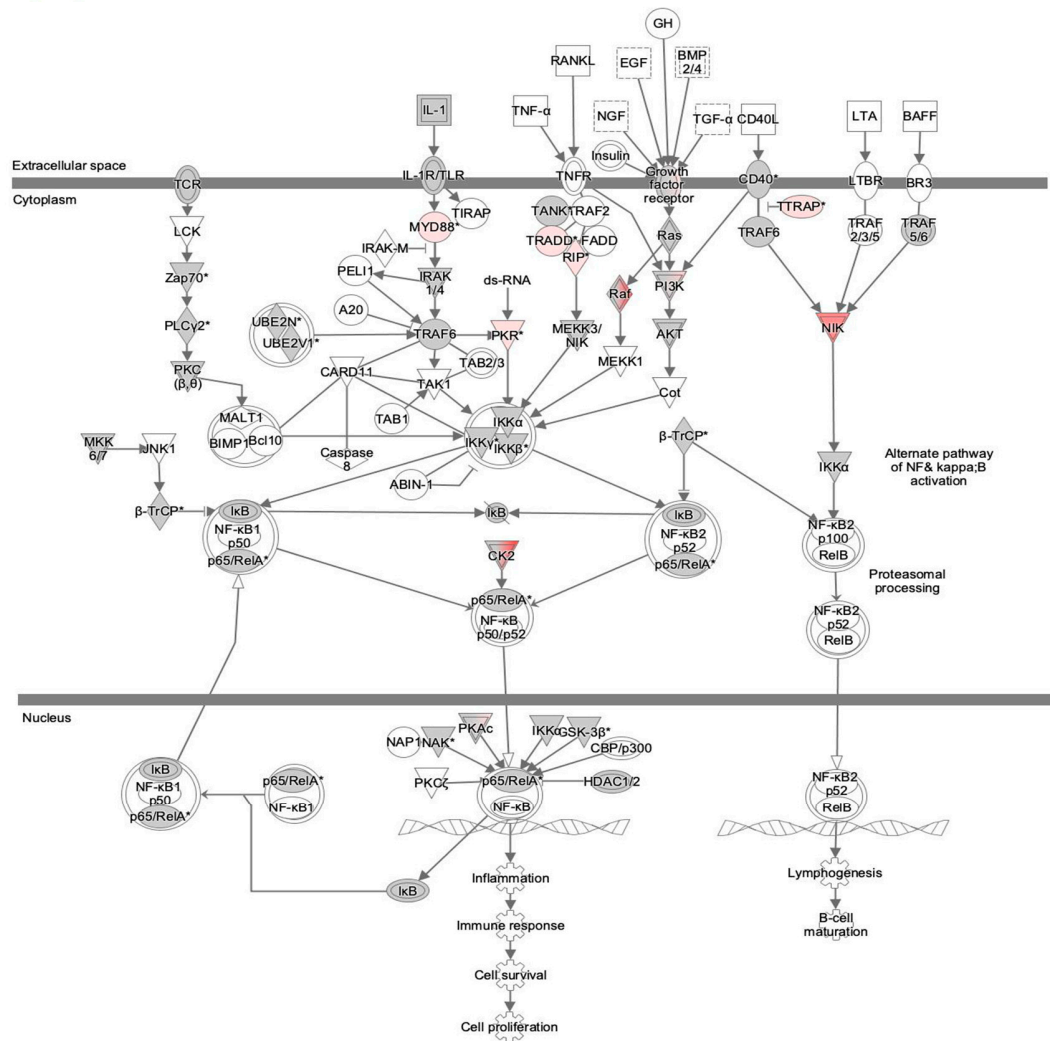 GH
RANKL
EGF
BMP
2/4
IL-1
TNF-α
NGF
TGF-α
CD40L
LTA
BAFF
Insulin
Extracellular space
TCR
IL-1R/TLR
TNFR
Growth
factor
receptor
CD40*
LTBR
BR3
Cytoplasm
LCK
MYD88*
TIRAP
TANK*
TRAF2
TRADD*
FADD
RIP*
Ras
TTRAP*
TRAF6
TRAF
2/3/5
TRAF
5/6
IRAK-M
Zap70*
PELI1
IRAK
1/4
ds-RNA
Raf
PI3K
A20
PLCγ2*
UBE2N*
UBE2V1*
TRAF6
PKR*
MEKK3/
NIK
AKT
NIK
TAB2/3
MEKK1
PKC
(β,θ)
CARD11
TAK1
Cot
TAB1
MALT1
BIMP1
Bcl10
IKKα
IKKγ*
IKKβ*
MKK
6/7
JNK1
Caspase
8
β-TrCP*
IKKα
Alternate pathway
of NF& kappa;B
activation
ABIN-1
β-TrCP*
IκB
NF-κB1
p50
p65/RelA*
IκB
IκB
NF-κB2
p52
p65/RelA*
NF-κB2
p100
RelB
CK2
Proteasomal
processing
p65/RelA*
NF-κB
p50/p52
NF-κB2
p52
RelB
Nucleus
NAP1
NAK*
PKAc
IKKα
GSK-3β*
CBP/p300
IκB
NF-κB1
p50
p65/RelA*
p65/RelA*
NF-κB1
PKCζ
p65/RelA*
NF-κB
HDAC1/2
NF-κB2
p52
RelB
IκB
Inflammation
Lymphogenesis
Immune response
B-cell
maturation
Cell survival
Cell proliferation